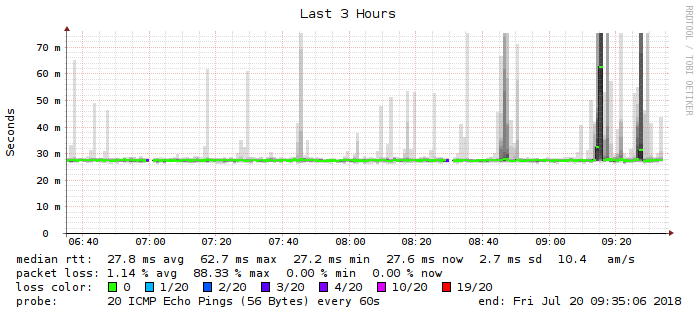 Last 3 Hours
RRDTOOL / TOBI OETIKER
Seconds
70 m
60 m
50 m
40 m
30 m
20 m
10 m
0
06:40 07:00 07:20 07:40 08:00 08:20 08:40 09:00 09:20
median rtt: 27.8 ms avg 62.7 ms max 27.2 ms min 27.6 ms now 2.7 ms sd 10.4 am/s
packet loss: 1.14 % avg 88.33 % max 0.00 % min 0.00 % now
loss color: 0 1/20 2/20 3/20 4/20 10/20 19/20
probe: 20 ICMP Echo Pings (56 Bytes) every 60s end: Fri Jul 20 09:35:06 2018